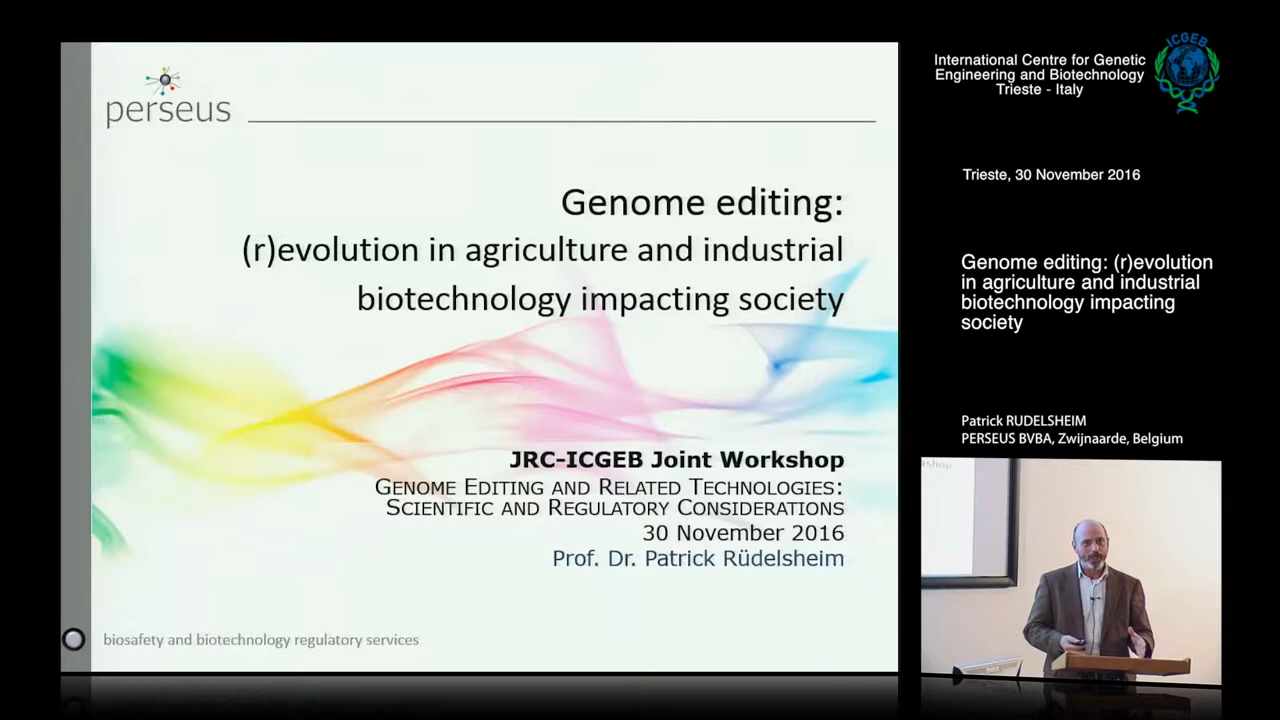 perseus
Genome editing:
(r)evolution in agriculture and industrial
biotechnology impacting society
JRC-ICGEB Joint Workshop
GENOME EDITING AND RELATED TECHNOLOGIES:
SCIENTIFIC AND REGULATORY CONSIDERATIONS
30 November 2016
Prof. Dr. Patrick Rüdelsheim
biosafety and biotechnology regulatory services
International Centre for Genetic
Engineering and Biotechnology
Trieste - Italy
ICGEB
Trieste, 30 November 2016
Genome editing: (r)evolution
in agriculture and industrial
biotechnology impacting
society
Patrick RUDELSHEIM
PERSEUS BVBA, Zwijnaarde, Belgium